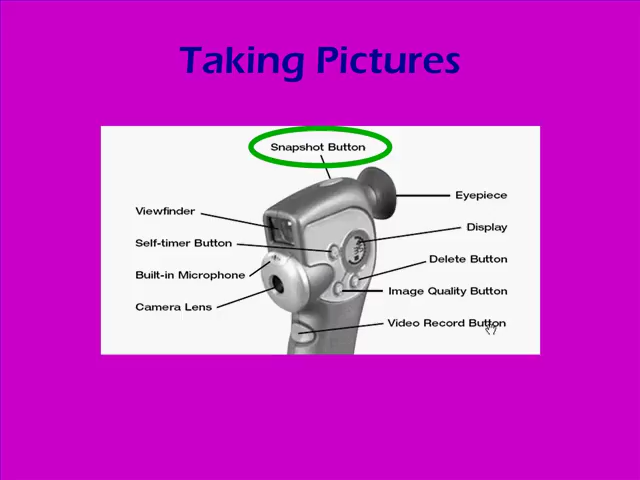 Taking Pictures
Snapshot Button
Viewfinder
Self-timer Button
Built-in Microphone
Camera Lens
Eyepiece
Display
Delete Button
Image Quality Button
Video Record Button